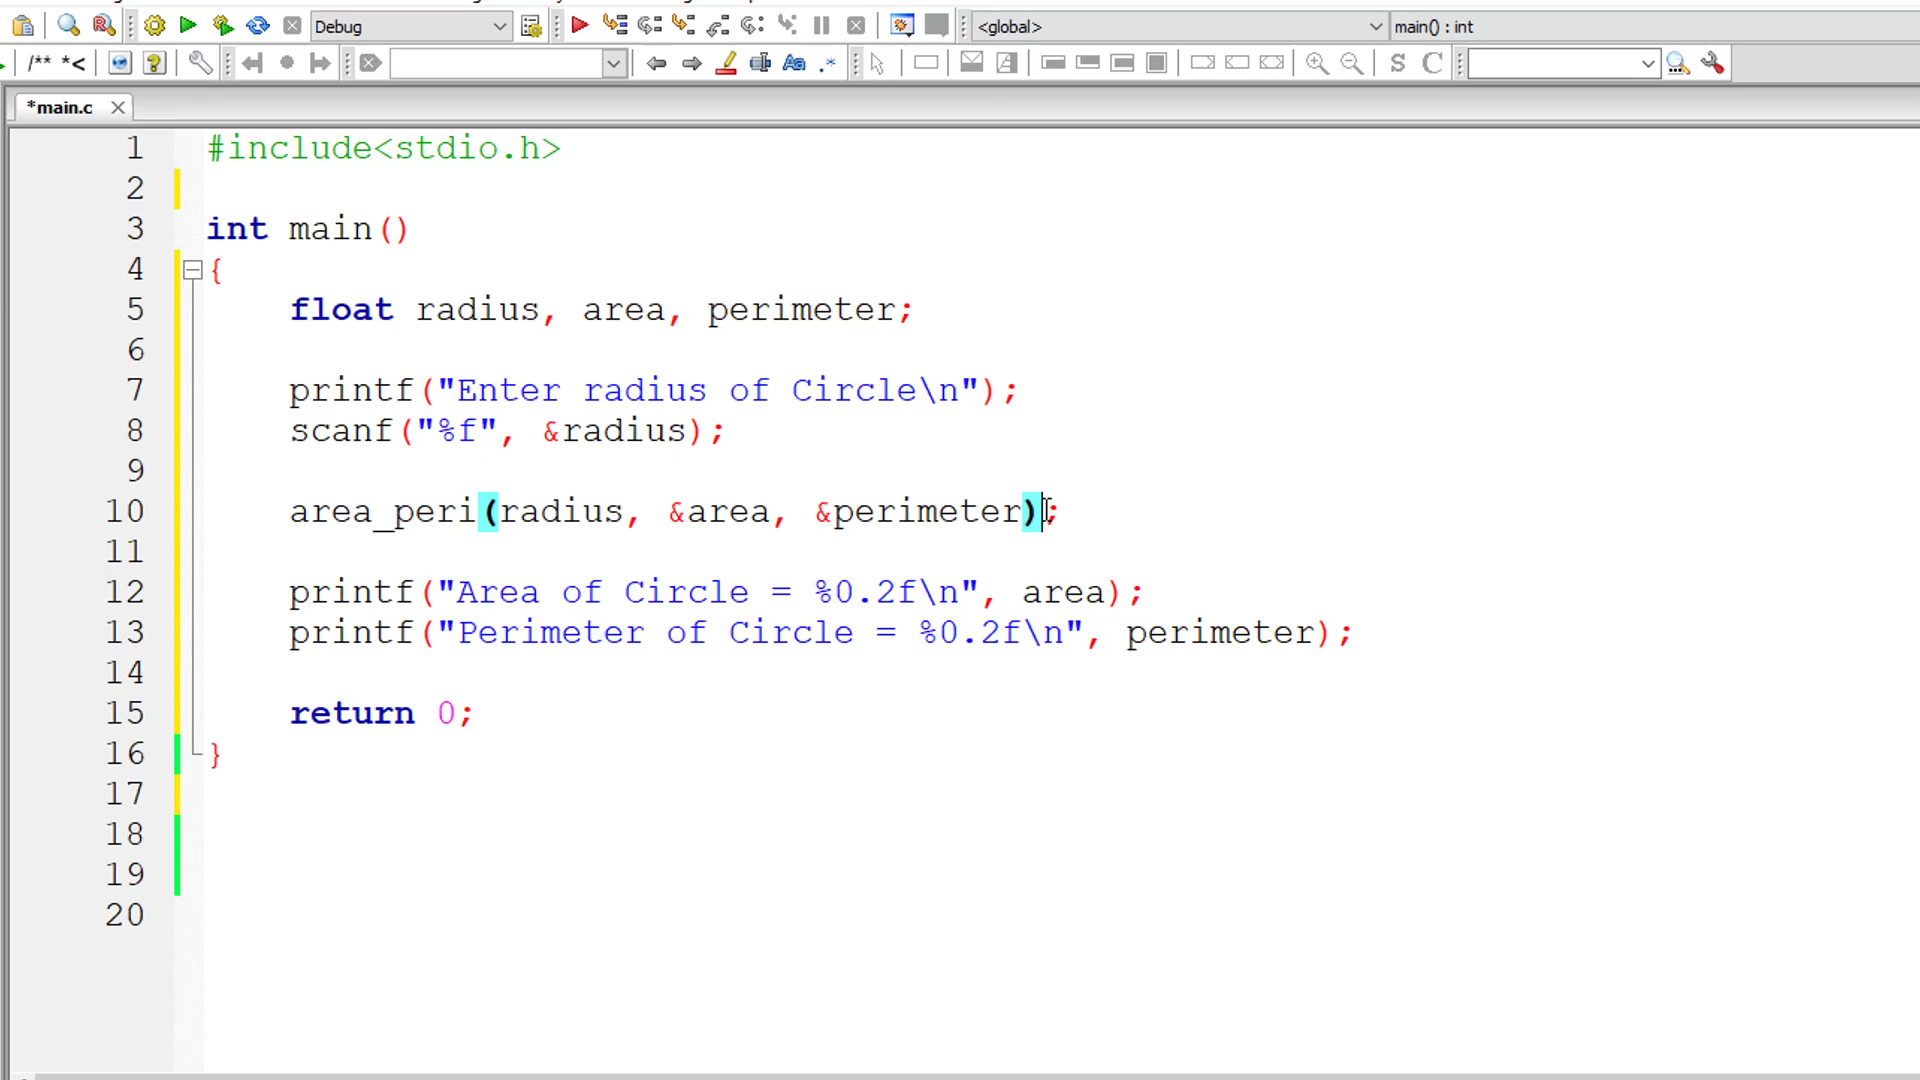 Debug
<global>
main() : int
/** *<
Aa
.*
S C
*main.c
1 #include<stdio.h>
2
3 int main()
4 {
5 float radius, area, perimeter;
6
7 printf("Enter radius of Circle\n");
8 scanf("%f", &radius);
9
10 area_peri(radius, &area, &perimeter);
11
12 printf("Area of Circle = %0.2f\n", area);
13 printf("Perimeter of Circle = %0.2f\n", perimeter);
14
15 return 0;
16 }
17
18
19
20